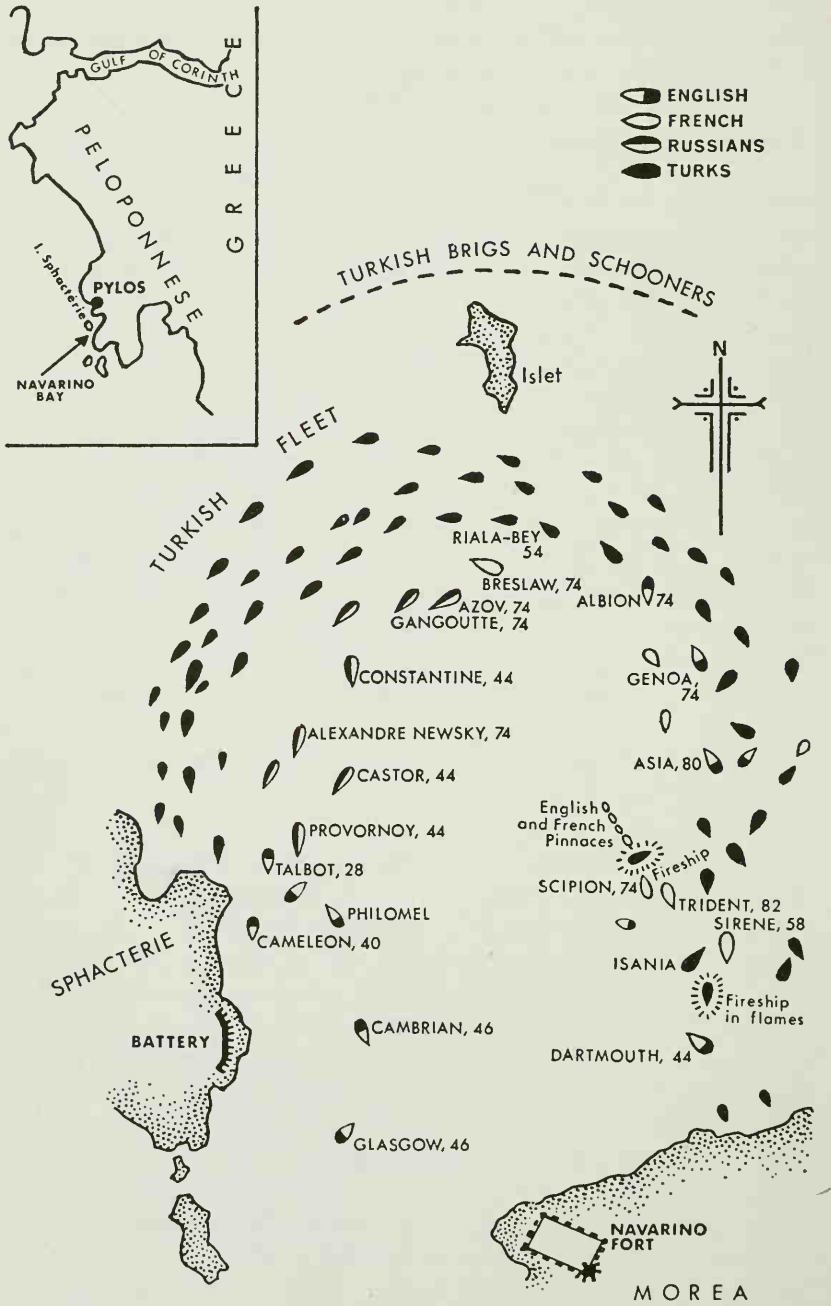 GULF OF CORINTH
GREECE
PELOPONNESE
I. Sphactérie
PYLOS
NAVARINO
BAY
ENGLISH
FRENCH
RUSSIANS
TURKS
TURKISH BRIGS AND SCHOONERS
N
Islet
TURKISH FLEET
RIALA-BEY
54
BRESLAW, 74
AZOV, 74
GANGOUTTE, 74
ALBION 74
CONSTANTINE, 44
GENOA,
74
ALEXANDRE NEWSKY, 74
ASIA, 80
CASTOR, 44
English
and French
Pinnaces
PROVORNOY, 44
Fireship
TALBOT, 28
SCIPION, 74
TRIDENT, 82
PHILOMEL
SIRENE, 58
CAMELEON, 40
SPHACTERIE
ISANIA
Fireship
in flames
BATTERY
CAMBRIAN, 46
DARTMOUTH, 44
GLASGOW, 46
NAVARINO
FORT
MOREA